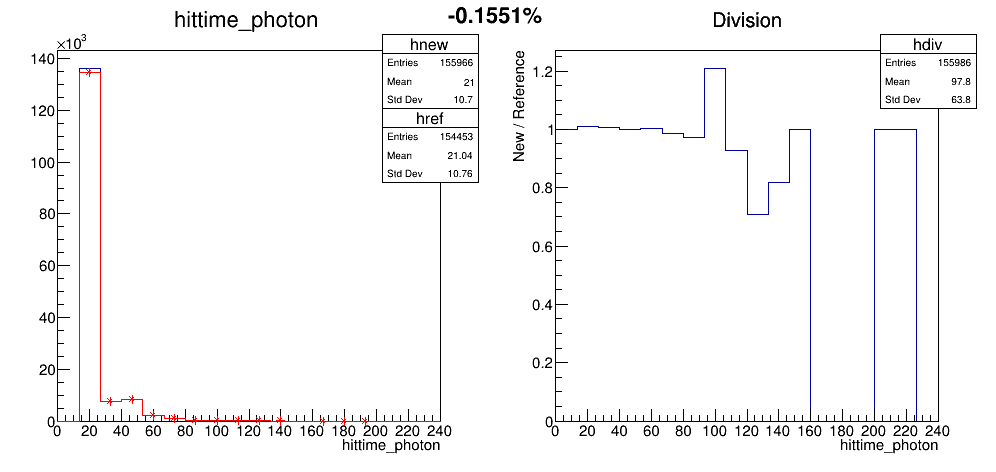 -0.1551%
hittime_photon
×10³
hnew
Entries 155966
Mean 21
Std Dev 10.7
href
Entries 154453
Mean 21.04
Std Dev 10.76
140
120
100
80
60
40
20
0
0 20 40 60 80 100 120 140 160 180 200 220 240
hittime_photon
Division
hdiv
Entries 155986
Mean 97.8
Std Dev 63.8
New / Reference
1.2
1
0.8
0.6
0.4
0.2
0
0 20 40 60 80 100 120 140 160 180 200 220 240
hittime_photon